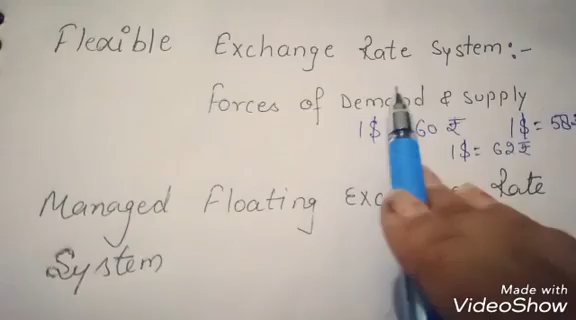 Flexible Exchange Rate System:-
Forces of Demand & Supply
1$ 60 ₹ 1$ = 58₹
1$ = 62₹
Managed Floating Rate
System
Made with
VideoShow